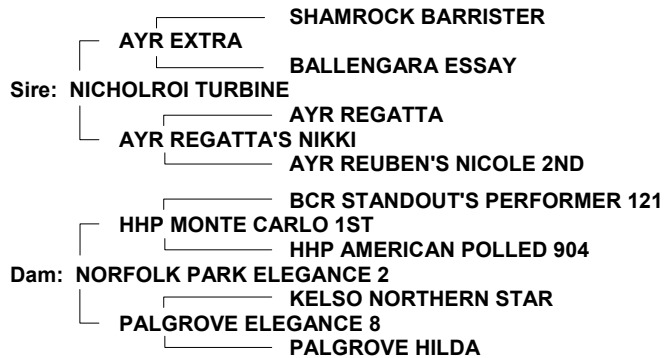 SHAMROCK BARRISTER
AYR EXTRA
BALLENGARA ESSAY
Sire: NICHOLROI TURBINE
AYR REGATTA
AYR REGATTA'S NIKKI
AYR REUBEN'S NICOLE 2ND
BCR STANDOUT'S PERFORMER 121
HHP MONTE CARLO 1ST
HHP AMERICAN POLLED 904
Dam: NORFOLK PARK ELEGANCE 2
KELSO NORTHERN STAR
PALGROVE ELEGANCE 8
PALGROVE HILDA